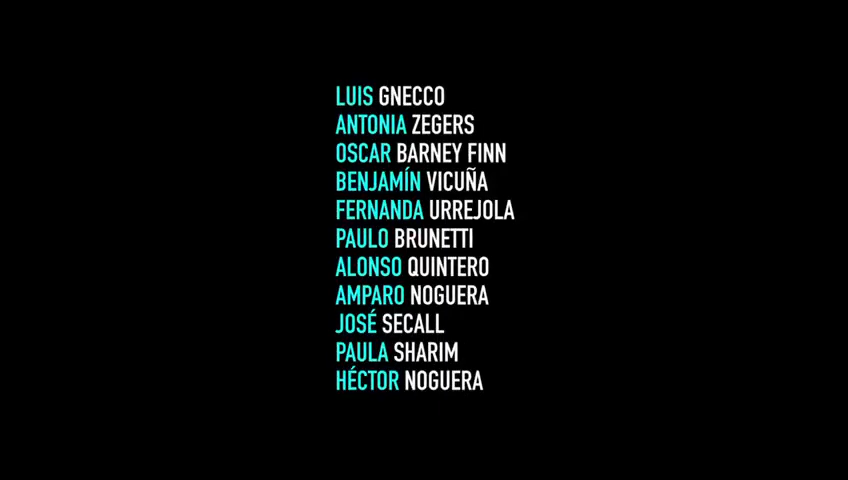 LUIS GNECCO
ANTONIA ZEGERS
OSCAR BARNEY FINN
BENJAMÍN VICUÑA
FERNANDA URREJOLA
PAULO BRUNETTI
ALONSO QUINTERO
AMPARO NOGUERA
JOSÉ SECALL
PAULA SHARIM
HÉCTOR NOGUERA